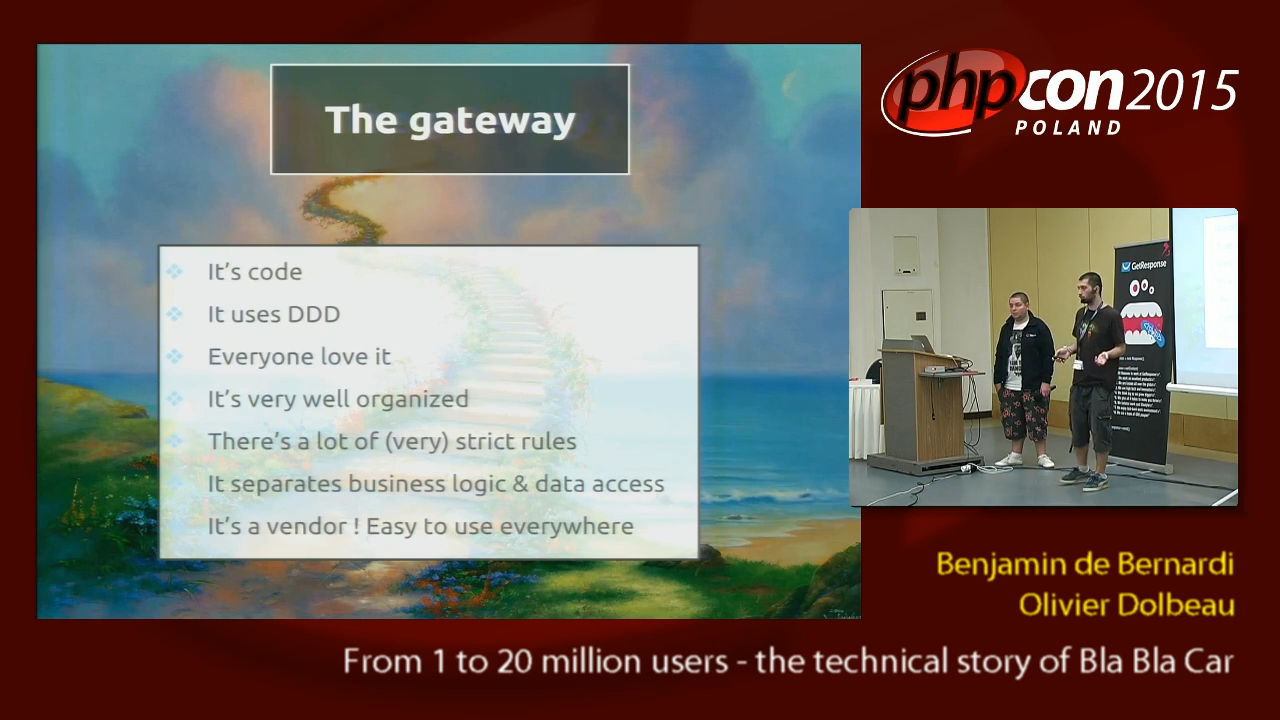 The gateway
It's code
It uses DDD
Everyone love it
It's very well organized
There's a lot of (very) strict rules
It separates business logic & data access
It's a vendor ! Easy to use everywhere
phpcon2015
POLAND
GetResponse
Benjamin de Bernardi
Olivier Dolbeau
From 1 to 20 million users - the technical story of Bla Bla Car